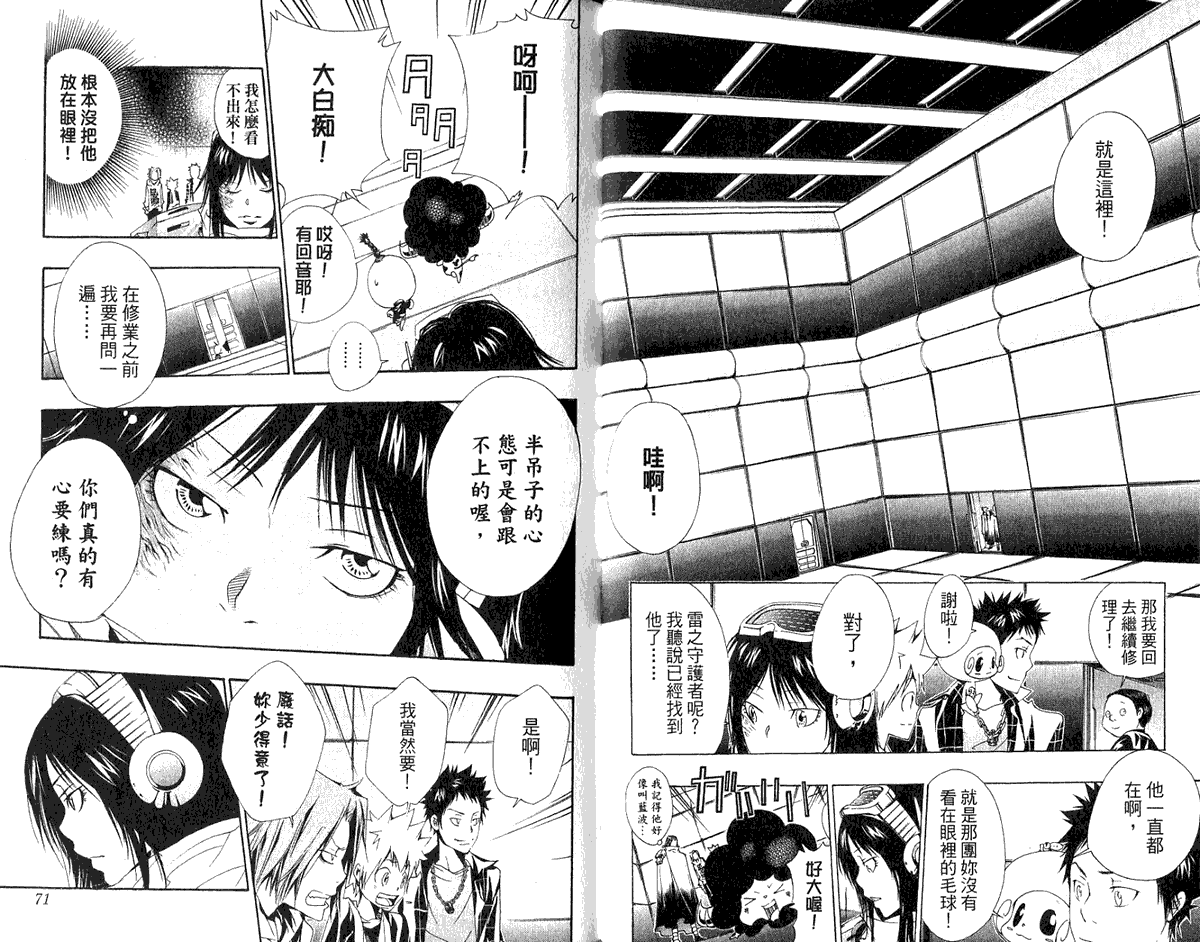 就是這裡！
哇啊！
那我要回
去繼續修
理了！
謝啦！
對了，
雷之守護者呢？
我聽說已經找到
他了……
他一直都
在啊，
就是那團妳沒有
看在眼裡的毛球！
好大喔！
我記得他好
像叫藍波…
呀呵——！
大白痴！
哎呀！
有回音耶！
……
我怎麼看
不出來！
根本沒把他
放在眼裡！
在修業之前
我要再問一
遍……
半吊子的心
態可是會跟
不上的喔，
你們真的有
心要練嗎？
是啊！
我當然要！
廢話！
妳少得意了！
71